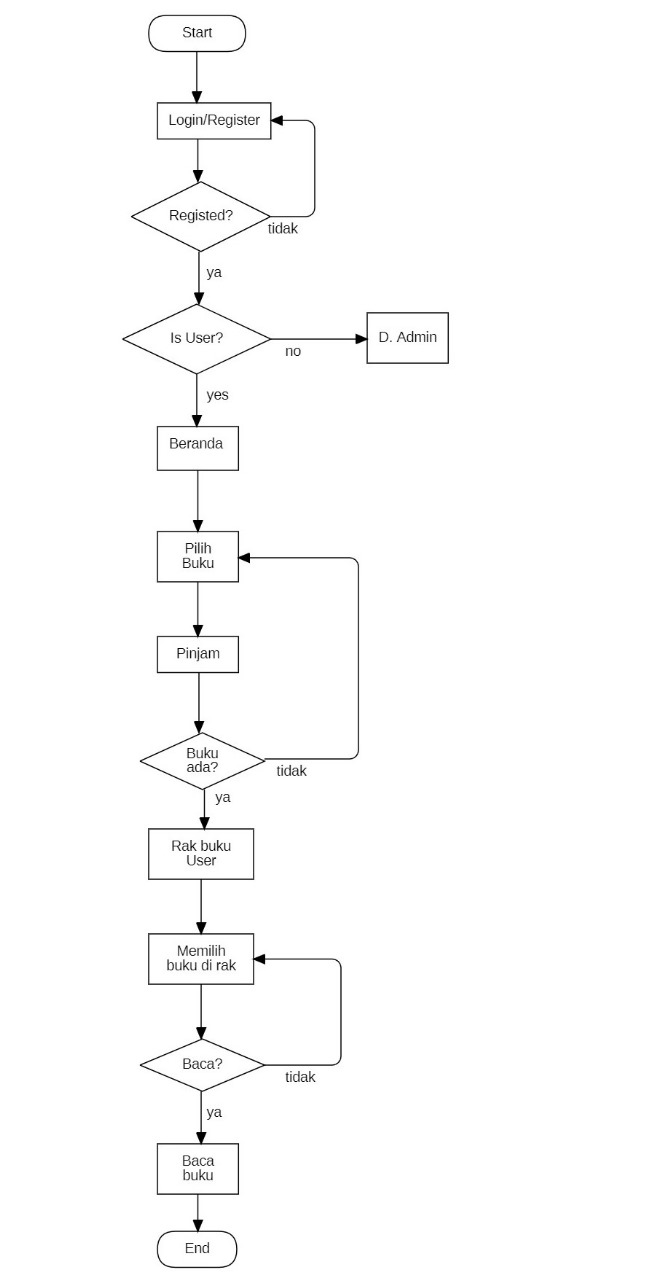 Start
Login/Register
Registed?
tidak
ya
Is User?
D. Admin
no
yes
Beranda
Pilih
Buku
Pinjam
Buku
ada?
tidak
ya
Rak buku
User
Memilih
buku di rak
Baca?
tidak
ya
Baca
buku
End